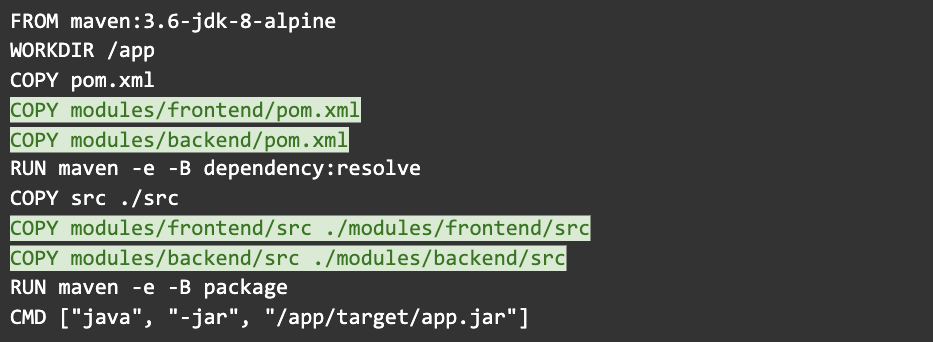 FROM maven:3.6-jdk-8-alpine
WORKDIR /app
COPY pom.xml
COPY modules/frontend/pom.xml
COPY modules/backend/pom.xml
RUN maven -e -B dependency:resolve
COPY src ./src
COPY modules/frontend/src ./modules/frontend/src
COPY modules/backend/src ./modules/backend/src
RUN maven -e -B package
CMD ["java", "-jar", "/app/target/app.jar"]